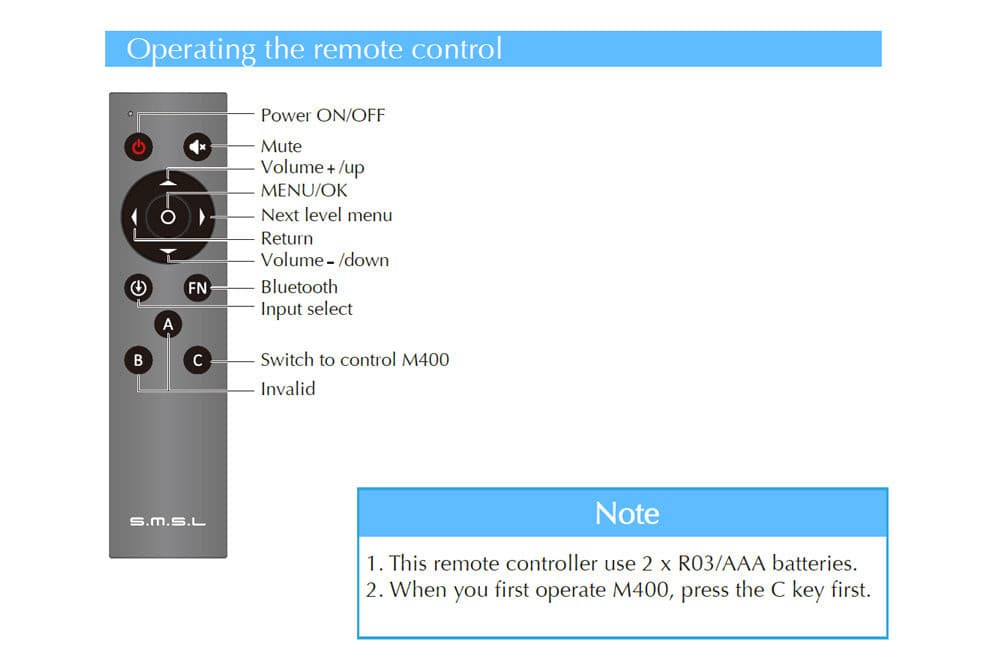 Operating the remote control
Power ON/OFF
Mute
Volume + /up
MENU/OK
Next level menu
Return
Volume - /down
FN
Bluetooth
Input select
A
B
C
Switch to control M400
Invalid
S.M.S.L
Note
1. This remote controller use 2 x R03/AAA batteries.
2. When you first operate M400, press the C key first.